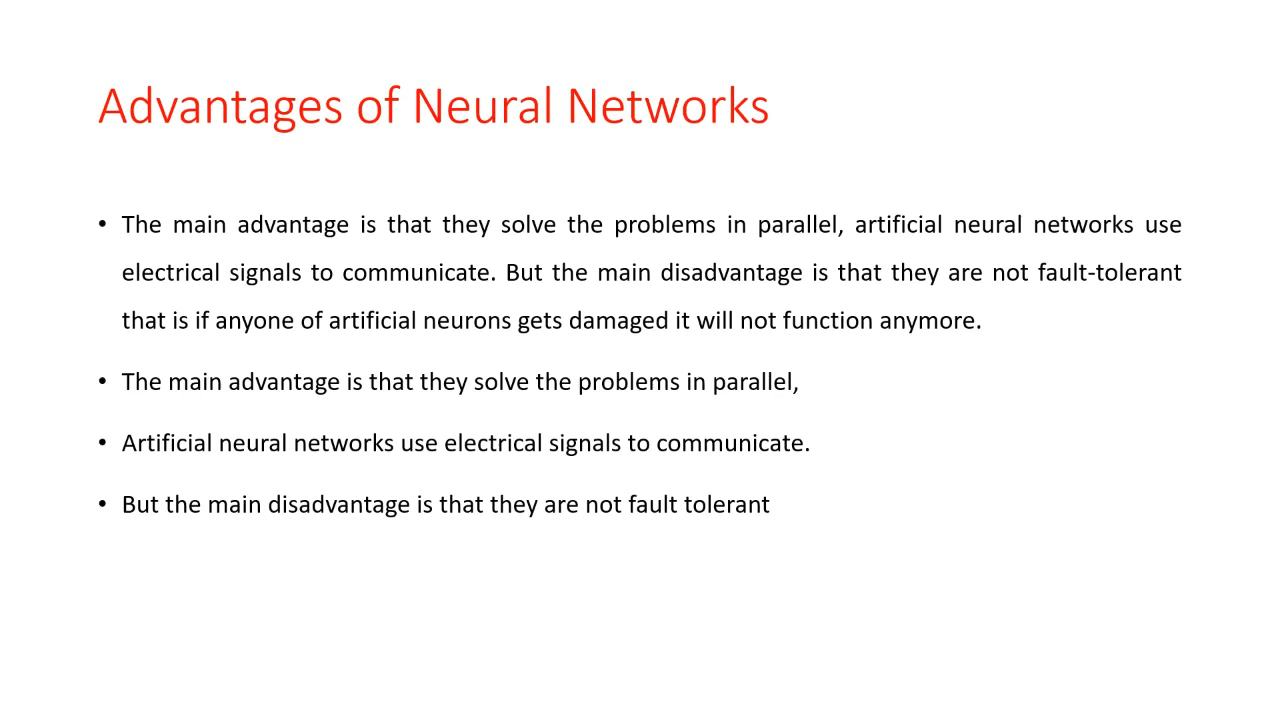 Advantages of Neural Networks
• The main advantage is that they solve the problems in parallel, artificial neural networks use
electrical signals to communicate. But the main disadvantage is that they are not fault-tolerant
that is if anyone of artificial neurons gets damaged it will not function anymore.
• The main advantage is that they solve the problems in parallel,
• Artificial neural networks use electrical signals to communicate.
• But the main disadvantage is that they are not fault tolerant